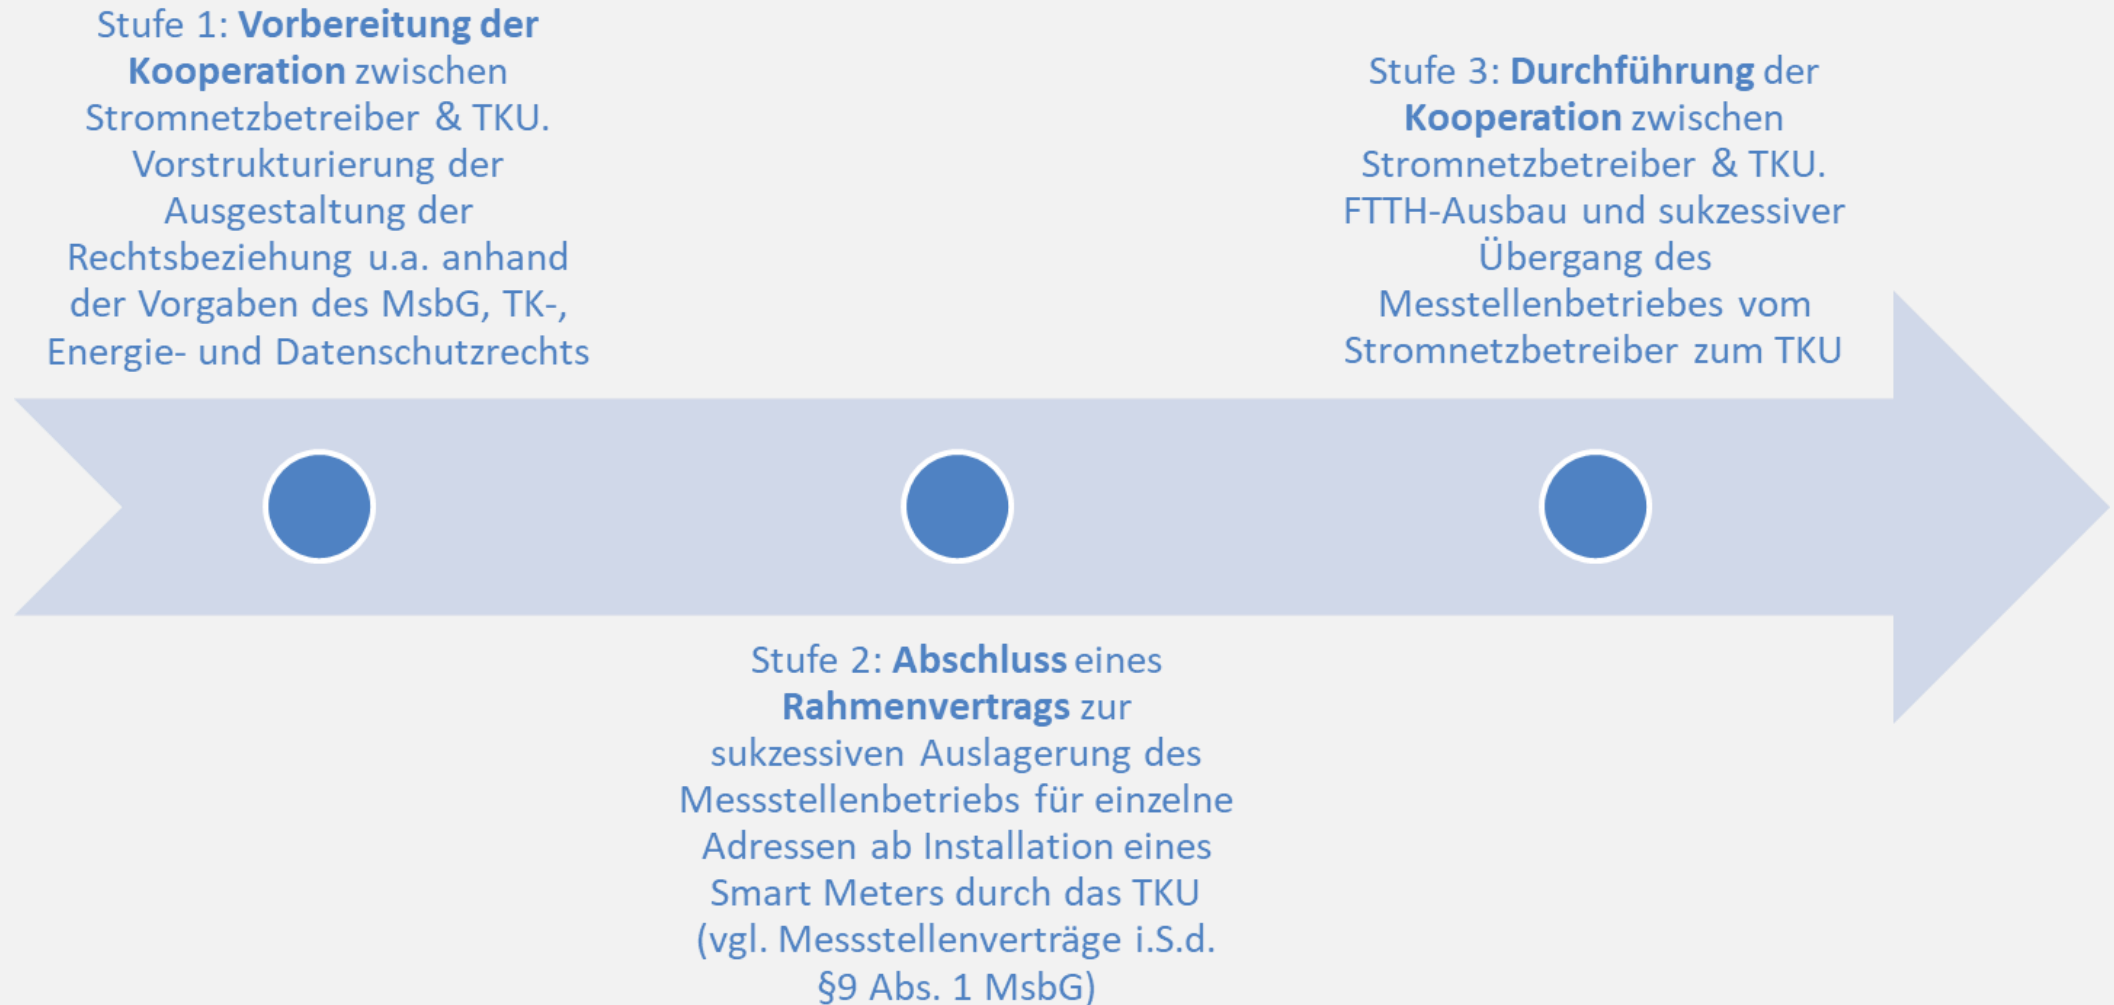 Stufe 1: Vorbereitung der
Kooperation zwischen
Stromnetzbetreiber & TKU.
Vorstrukturierung der
Ausgestaltung der
Rechtsbeziehung u.a. anhand
der Vorgaben des MsbG, TK-,
Energie- und Datenschutzrechts
Stufe 2: Abschluss eines
Rahmenvertrags zur
sukzessiven Auslagerung des
Messstellenbetriebs für einzelne
Adressen ab Installation eines
Smart Meters durch das TKU
(vgl. Messstellenverträge i.S.d.
§9 Abs. 1 MsbG)
Stufe 3: Durchführung der
Kooperation zwischen
Stromnetzbetreiber & TKU.
FTTH-Ausbau und sukzessiver
Übergang des
Messtellenbetriebes vom
Stromnetzbetreiber zum TKU